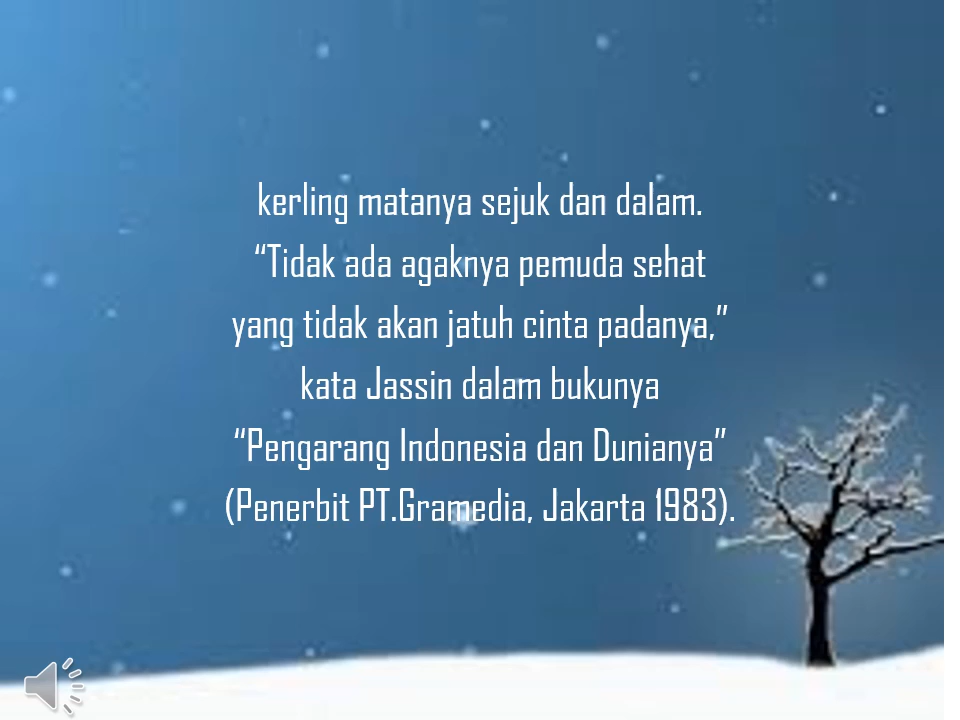 kerling matanya sejuk dan dalam.
“Tidak ada agaknya pemuda sehat
yang tidak akan jatuh cinta padanya,”
kata Jassin dalam bukunya
“Pengarang Indonesia dan Dunianya”
(Penerbit PT.Gramedia, Jakarta 1983).